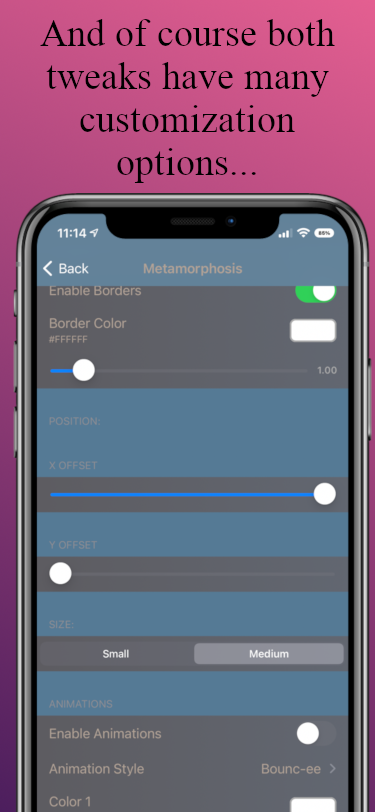 And of course both
tweaks have many
customization
options...
11:14
85%
Back
Metamorphosis
Enable Borders
Border Color
#FFFFFF
1.00
POSITION:
X OFFSET
Y OFFSET
SIZE:
Small Medium
ANIMATIONS
Enable Animations
Animation Style Bounc-ee
Color 1